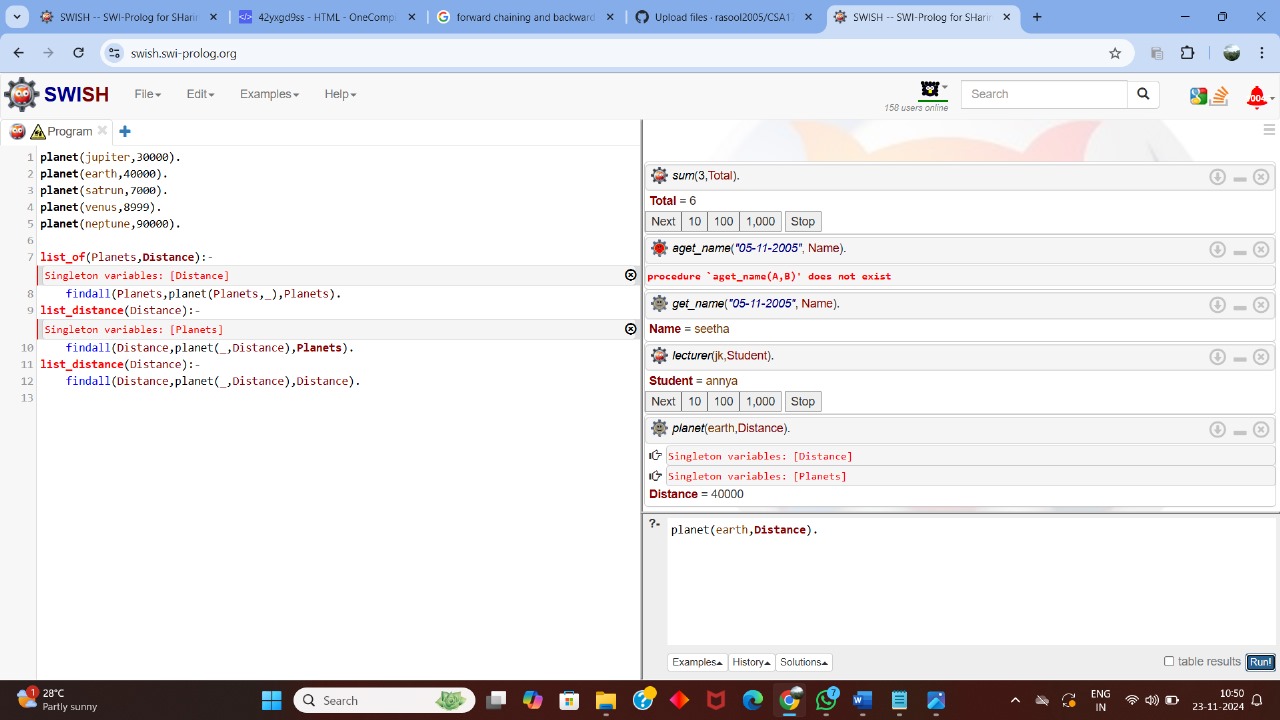 SWISH -- SWI-Prolog for SHarin
42yxgd9ss - HTML - OneComp
forward chaining and backward
Upload files · rasool2005/CSA17
SWISH -- SWI-Prolog for SHarin
swish.swi-prolog.org
SWISH File Edit Examples Help
158 users online
Search
Program
1 planet(jupiter,30000).
2 planet(earth,40000).
3 planet(satrun,7000).
4 planet(venus,8999).
5 planet(neptune,90000).
6
7 list_of(Planets,Distance):-
Singleton variables: [Distance]
8 findall(Planets,planet(Planets,_),Planets).
9 list_distance(Distance):-
Singleton variables: [Planets]
10 findall(Distance,planet(_,Distance),Planets).
11 list_distance(Distance):-
12 findall(Distance,planet(_,Distance),Distance).
13
sum(3,Total).
Total = 6
Next 10 100 1,000 Stop
aget_name("05-11-2005", Name).
procedure `aget_name(A,B)' does not exist
get_name("05-11-2005", Name).
Name = seetha
lecturer(jk,Student).
Student = annya
Next 10 100 1,000 Stop
planet(earth,Distance).
Singleton variables: [Distance]
Singleton variables: [Planets]
Distance = 40000
?- planet(earth,Distance).
Examples History Solutions table results Run!
1
28°C
Partly sunny
Search
7
ENG
IN
10:50
23-11-2024